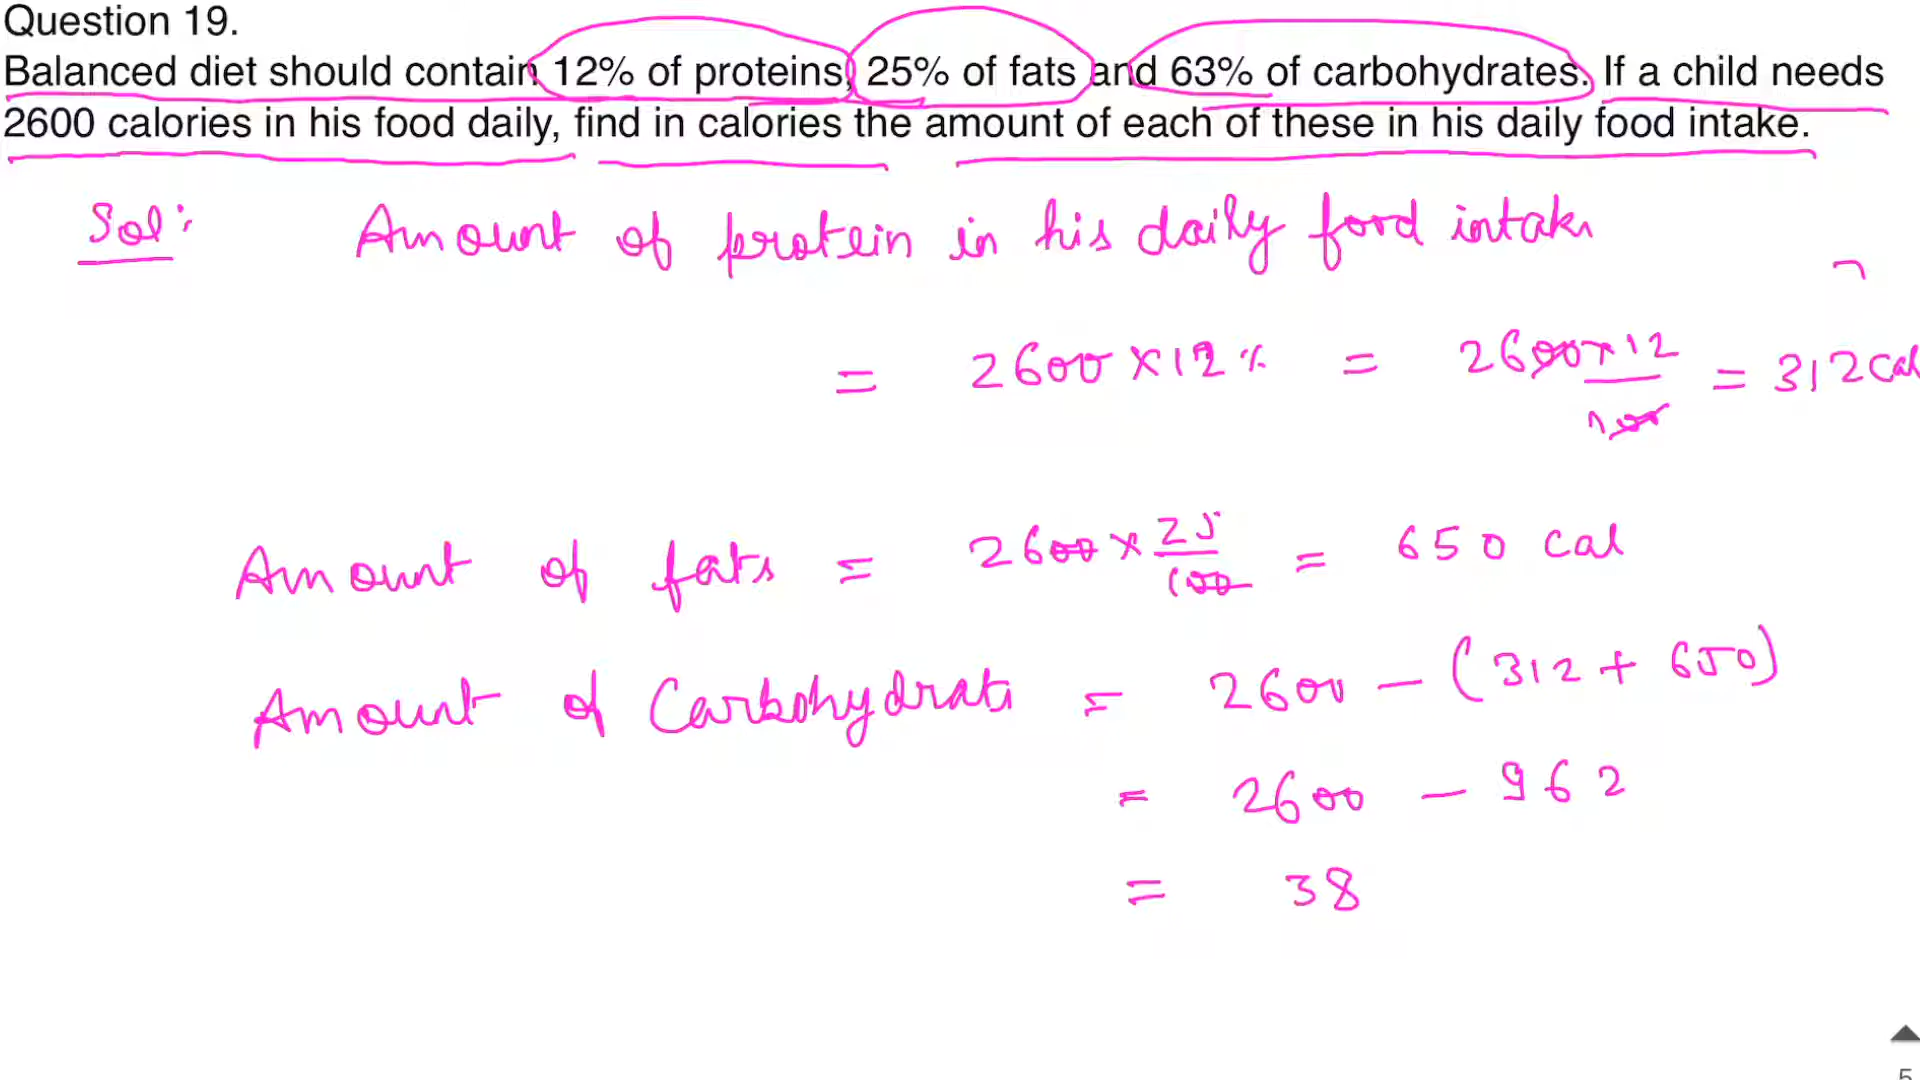 Question 19.
Balanced diet should contain 12% of proteins, 25% of fats and 63% of carbohydrates. If a child needs
2600 calories in his food daily, find in calories the amount of each of these in his daily food intake.
Sol: Amount of protein in his daily food intake
= 2600 × 12 % = 2600×12/100 = 312 Cal
Amount of fats = 2600 × 25/100 = 650 cal
Amount of Carbohydrate = 2600 - (312 + 650)
= 2600 - 962
= 38
5